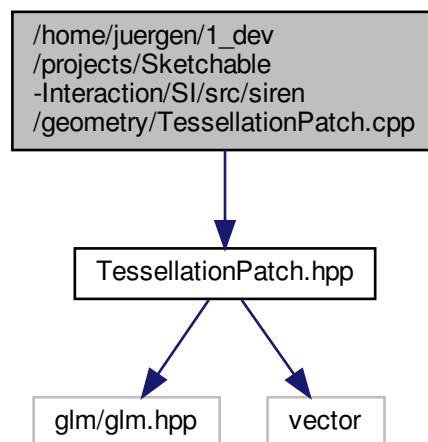 /home/juergen/1_dev
/projects/Sketchable
-Interaction/SI/src/siren
/geometry/TessellationPatch.cpp
TessellationPatch.hpp
glm/glm.hpp
vector